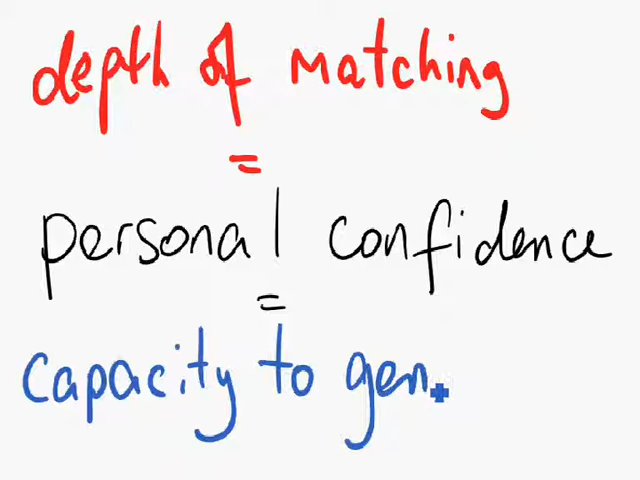 depth of matching
=
personal confidence
=
capacity to gen